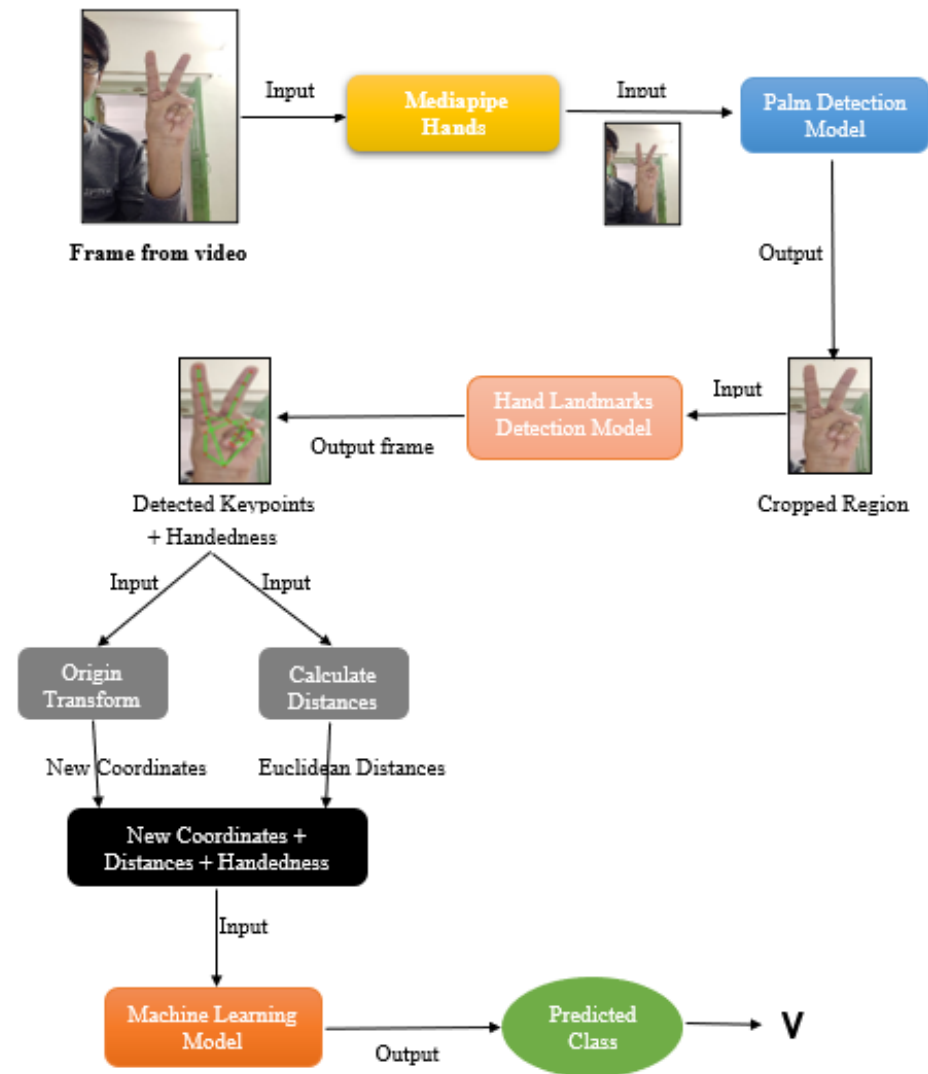 Input
Mediapipe
Hands
Input
Palm Detection
Model
Frame from video
Output
Input
Hand Landmarks
Detection Model
Output frame
Detected Keypoints
+ Handedness
Cropped Region
Input
Input
Origin
Transform
Calculate
Distances
New Coordinates
Euclidean Distances
New Coordinates +
Distances + Handedness
Input
Machine Learning
Model
Output
Predicted
Class
V